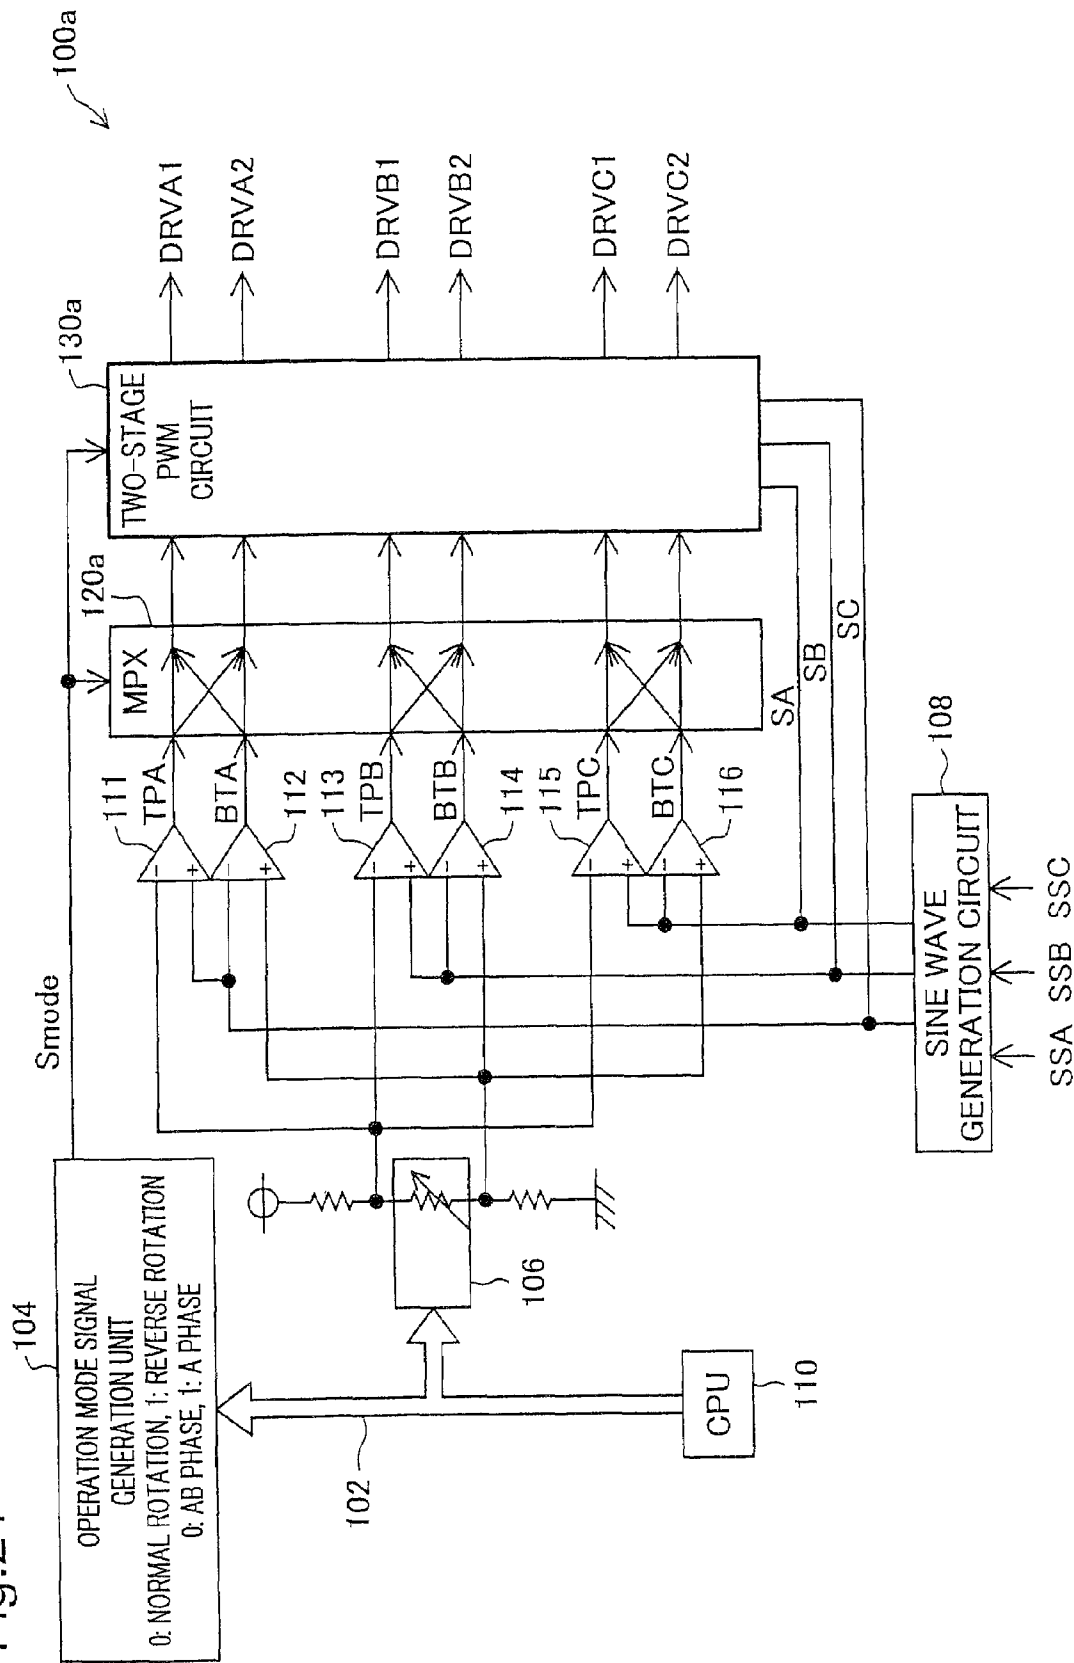 100a
104
OPERATION MODE SIGNAL
GENERATION UNIT
0: NORMAL ROTATION, 1: REVERSE ROTATION
0: AB PHASE, 1: A PHASE
Smode
102
CPU
110
106
111
TPA
BTA
112
113
TPB
BTB
114
115
TPC
BTC
116
-
+
-
+
-
+
-
+
-
+
-
+
120a
MPX
130a
TWO-STAGE
PWM
CIRCUIT
DRVA1
DRVA2
DRVB1
DRVB2
DRVC1
DRVC2
SA
SB
SC
108
SINE WAVE
GENERATION CIRCUIT
SSA SSB SSC